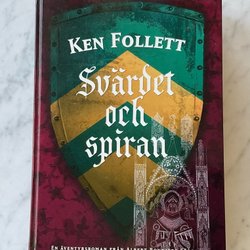 KEN FOLLETT
Svärdet
och
spiran
EN ÄVENTYRSROMAN FRÅN